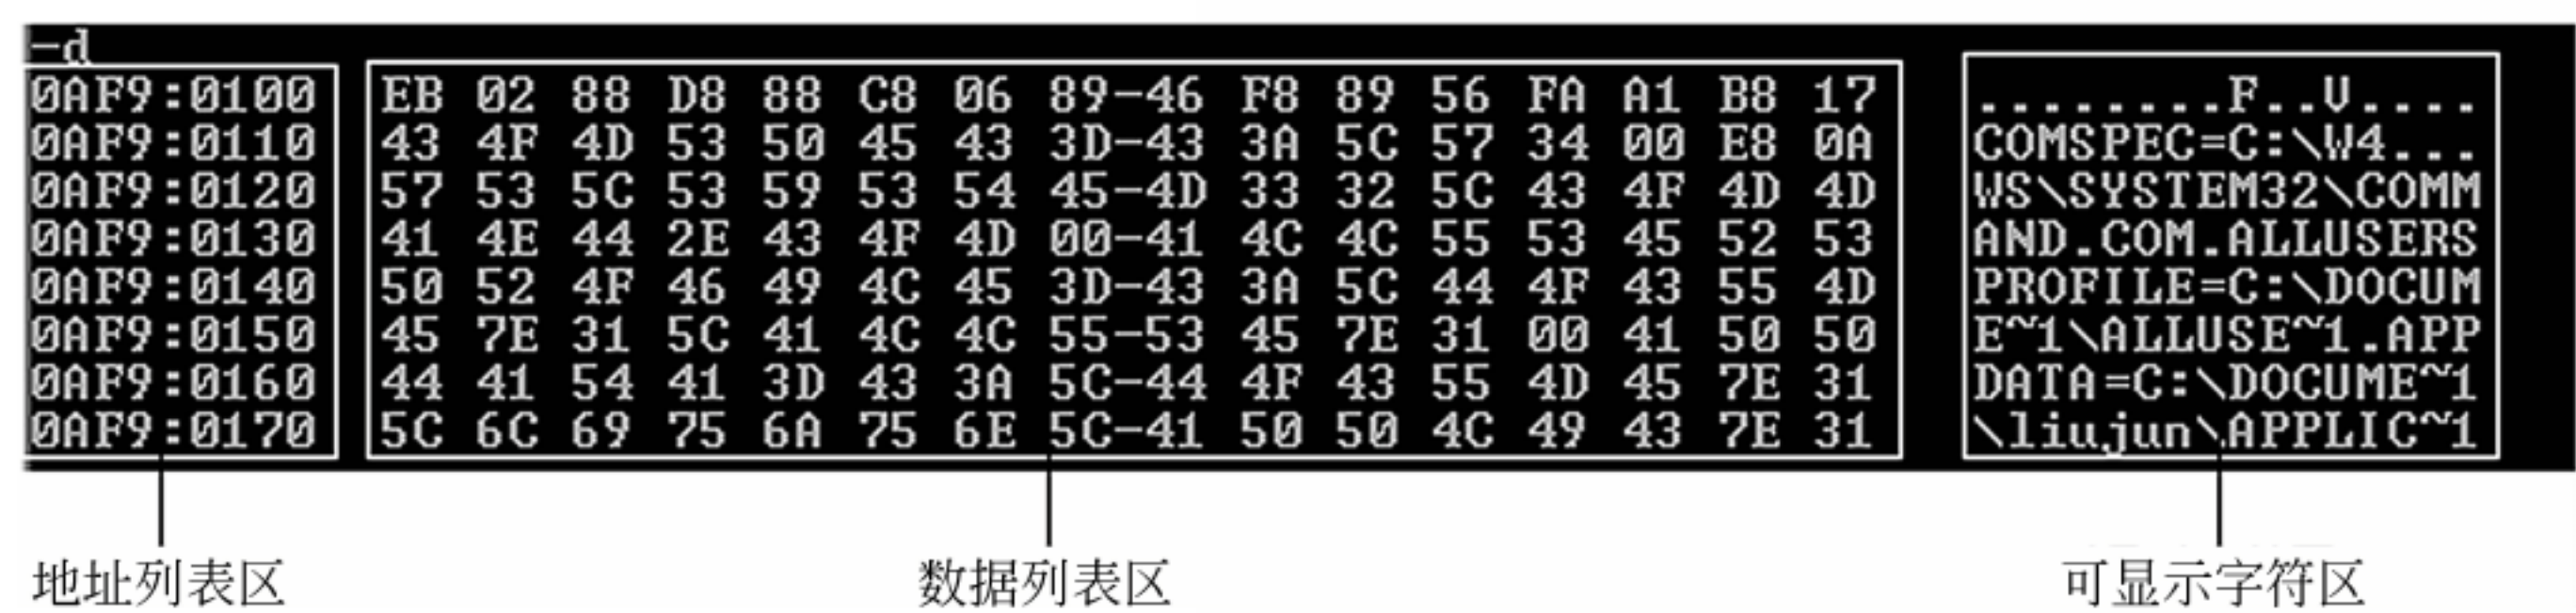 -d
0AF9:0100 EB 02 88 D8 88 C8 06 89-46 F8 89 56 FA A1 B8 17 ........F..V....
0AF9:0110 43 4F 4D 53 50 45 43 3D-43 3A 5C 57 34 00 E8 0A COMSPEC=C:\W4...
0AF9:0120 57 53 5C 53 59 53 54 45-4D 33 32 5C 43 4F 4D 4D WS\SYSTEM32\COMM
0AF9:0130 41 4E 44 2E 43 4F 4D 00-41 4C 4C 55 53 45 52 53 AND.COM.ALLUSERS
0AF9:0140 50 52 4F 46 49 4C 45 3D-43 3A 5C 44 4F 43 55 4D PROFILE=C:\DOCUM
0AF9:0150 45 7E 31 5C 41 4C 4C 55-53 45 7E 31 00 41 50 50 E~1\ALLUSE~1.APP
0AF9:0160 44 41 54 41 3D 43 3A 5C-44 4F 43 55 4D 45 7E 31 DATA=C:\DOCUME~1
0AF9:0170 5C 6C 69 75 6A 75 6E 5C-41 50 50 4C 49 43 7E 31 \liujun\APPLIC~1
地址列表区 数据列表区 可显示字符区